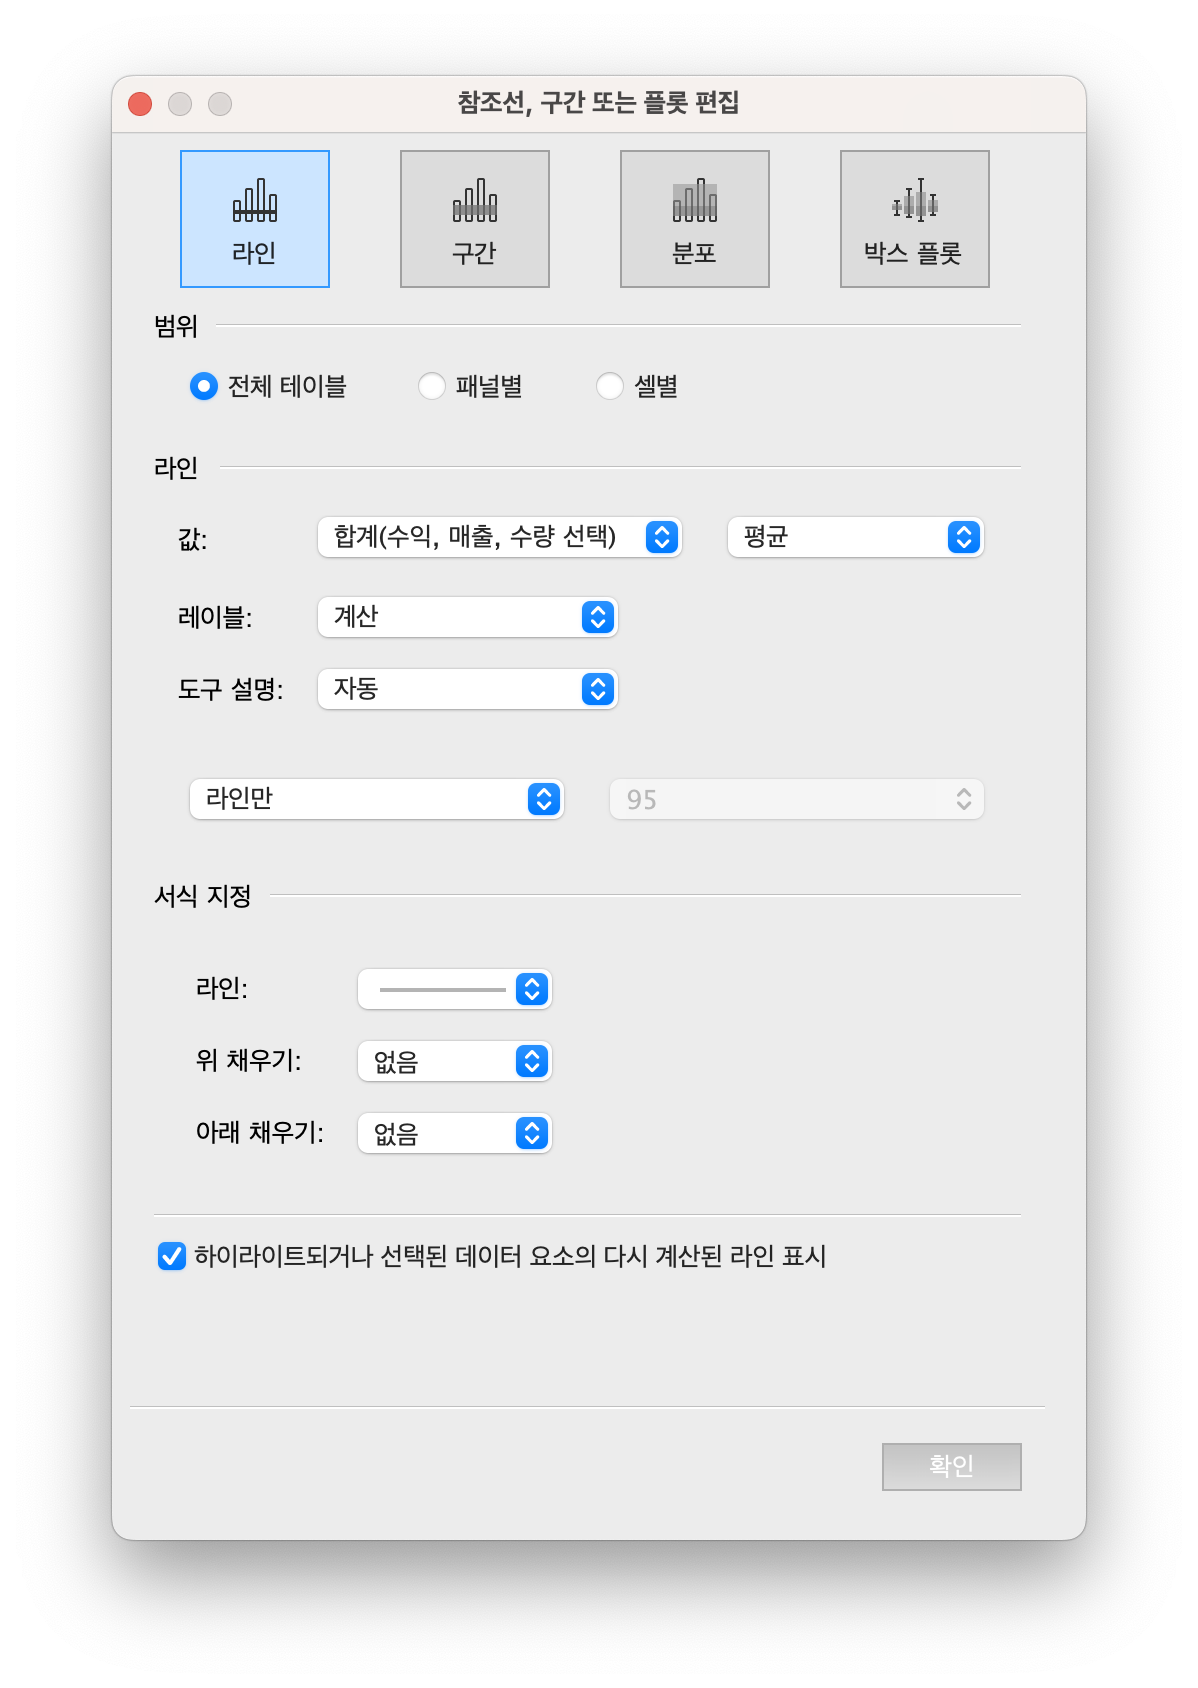 참조선, 구간 또는 플롯 편집
라인 구간 분포 박스 플롯
범위
전체 테이블 패널별 셀별
라인
값: 합계(수익, 매출, 수량 선택) 평균
레이블: 계산
도구 설명: 자동
라인만 95
서식 지정
라인:
위 채우기: 없음
아래 채우기: 없음
하이라이트되거나 선택된 데이터 요소의 다시 계산된 라인 표시
확인